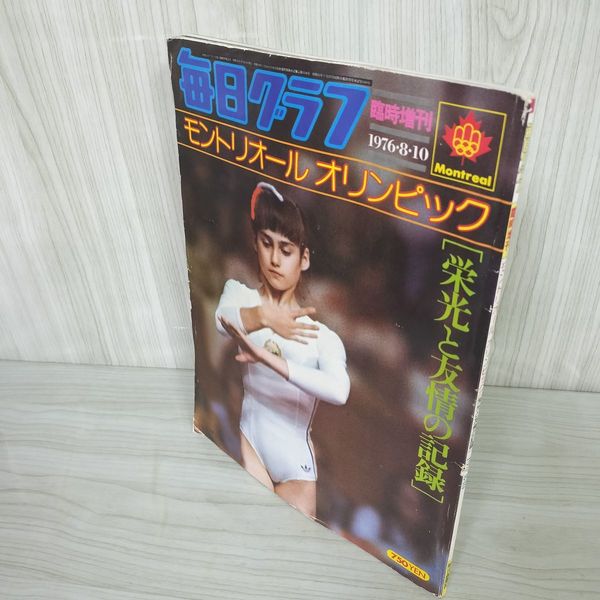 毎日グラフ
臨時増刊
1976・8・10
Montreal
モントリオール オリンピック
[栄光と友情の記録]
750YEN